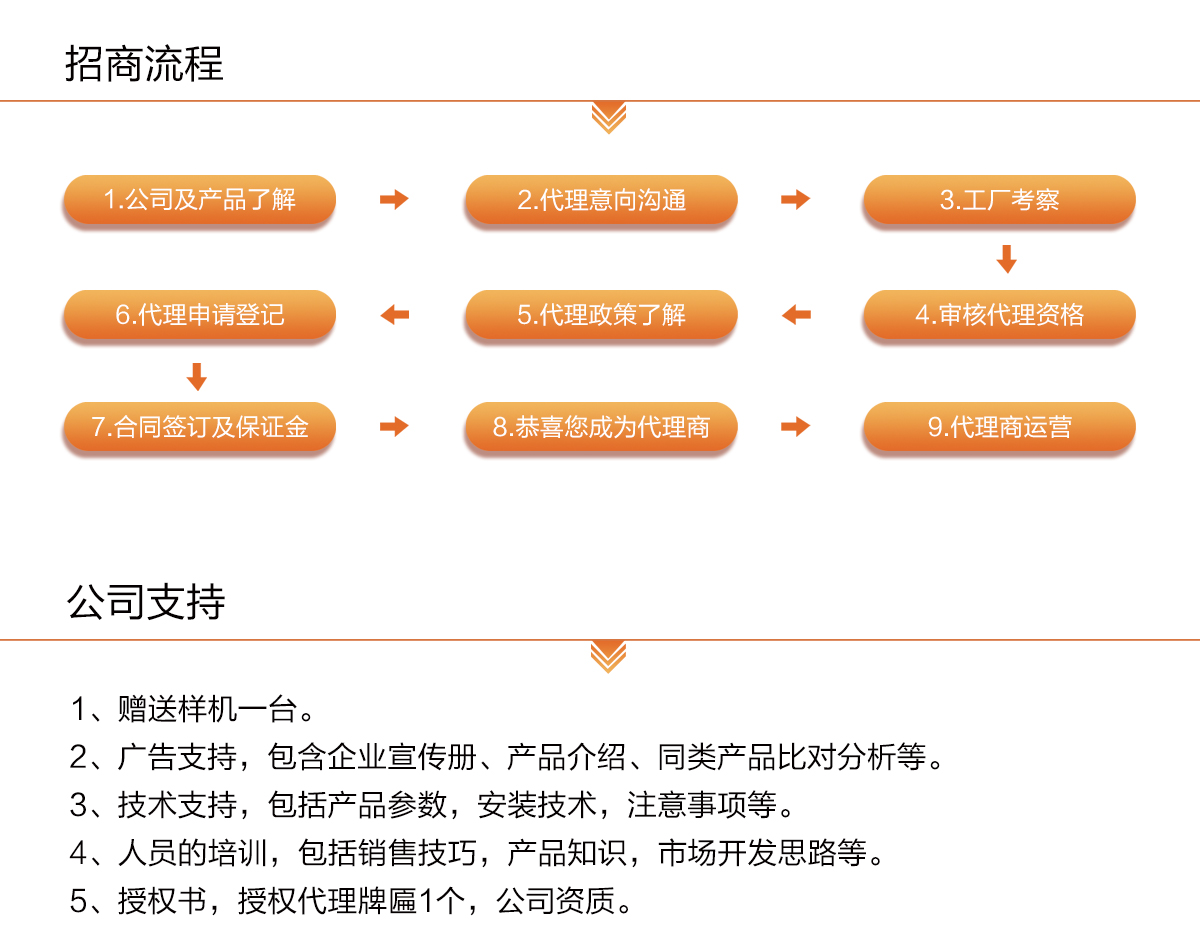 招商流程
1.公司及产品了解
2.代理意向沟通
3.工厂考察
4.审核代理资格
5.代理政策了解
6.代理申请登记
7.合同签订及保证金
8.恭喜您成为代理商
9.代理商运营
公司支持
1、赠送样机一台。
2、广告支持，包含企业宣传册、产品介绍、同类产品比对分析等。
3、技术支持，包括产品参数，安装技术，注意事项等。
4、人员的培训，包括销售技巧，产品知识，市场开发思路等。
5、授权书，授权代理牌匾1个，公司资质。